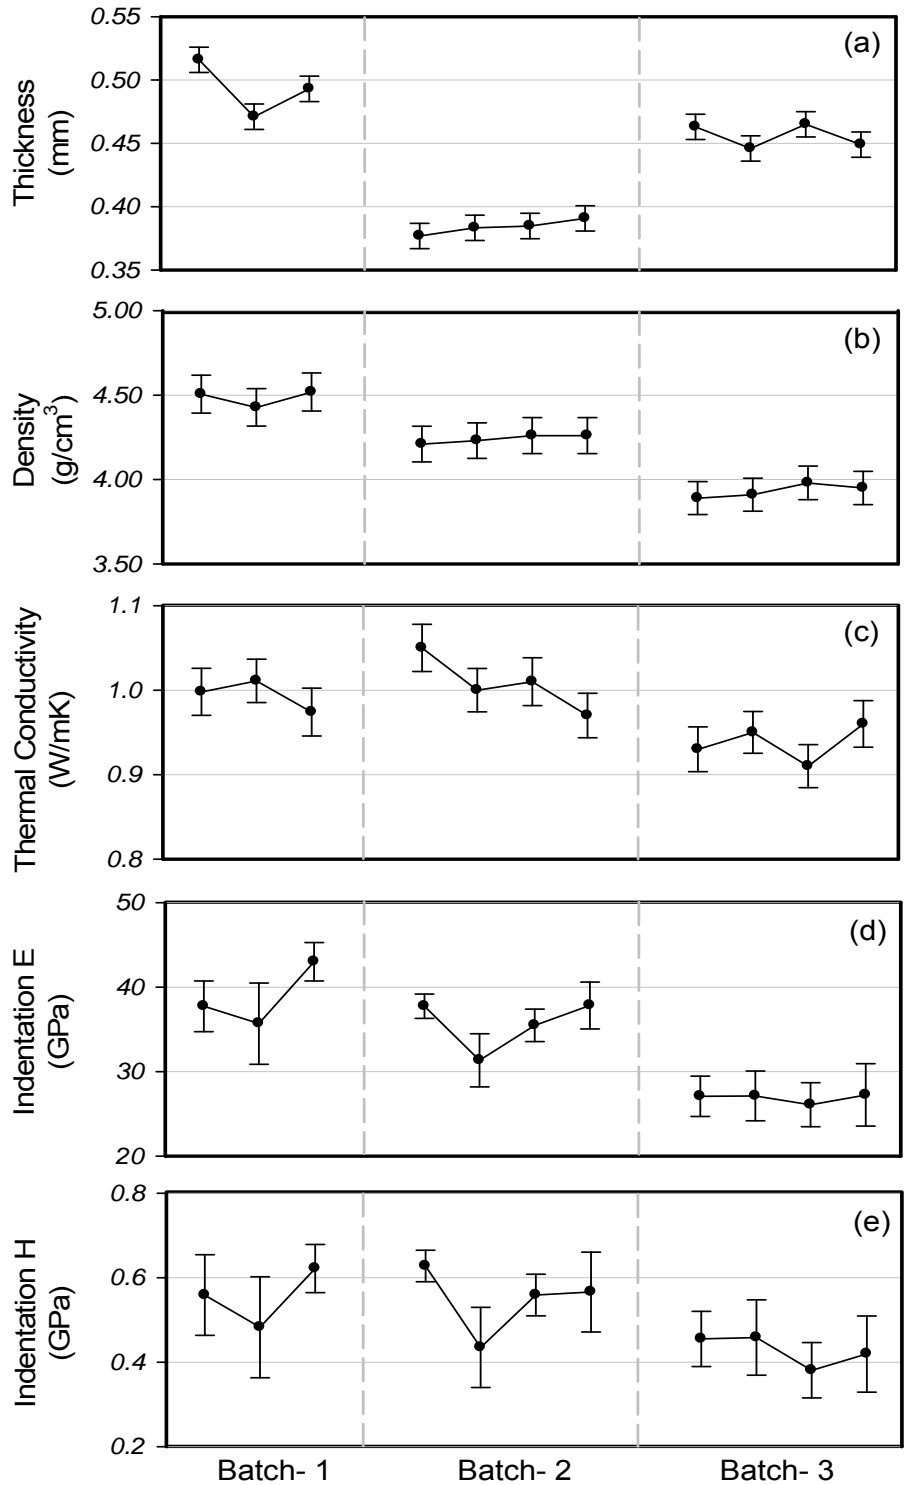 0.55
(a)
0.50
Thickness
(mm)
0.45
0.40
0.35
5.00
(b)
4.50
Density
(g/cm³)
4.00
3.50
1.1
(c)
Thermal Conductivity
(W/mK)
1.0
0.9
0.8
50
(d)
40
Indentation E
(GPa)
30
20
0.8
(e)
0.6
Indentation H
(GPa)
0.4
0.2
Batch- 1 Batch- 2 Batch- 3